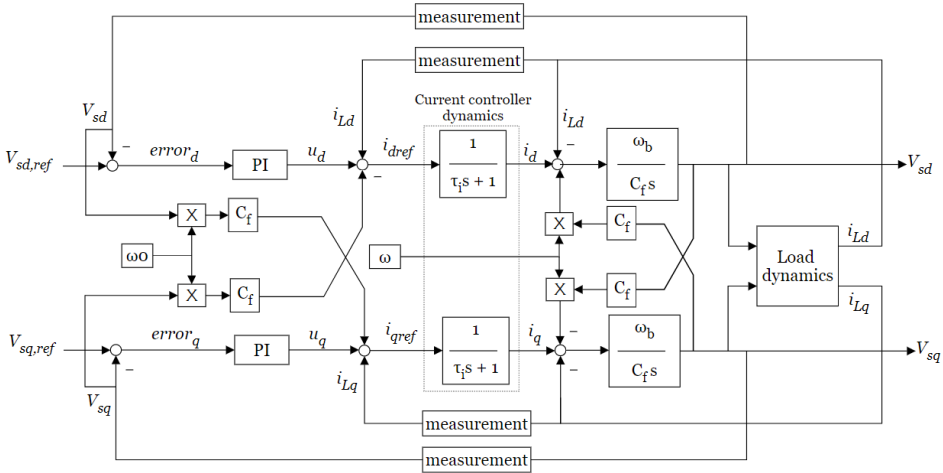 measurement
measurement
Current controller
dynamics
V_sd
i_Ld
i_Ld
−
−
V_sd,ref
error_d
PI
u_d
i_dref
−
1
τ_i s + 1
i_d
ω_b
C_f s
V_sd
X
C_f
X
C_f
ωo
ω
Load
dynamics
i_Ld
i_Lq
X
C_f
X
C_f
V_sq,ref
error_q
PI
u_q
i_qref
1
τ_i s + 1
i_q
−
−
ω_b
C_f s
V_sq
−
V_sq
i_Lq
measurement
measurement